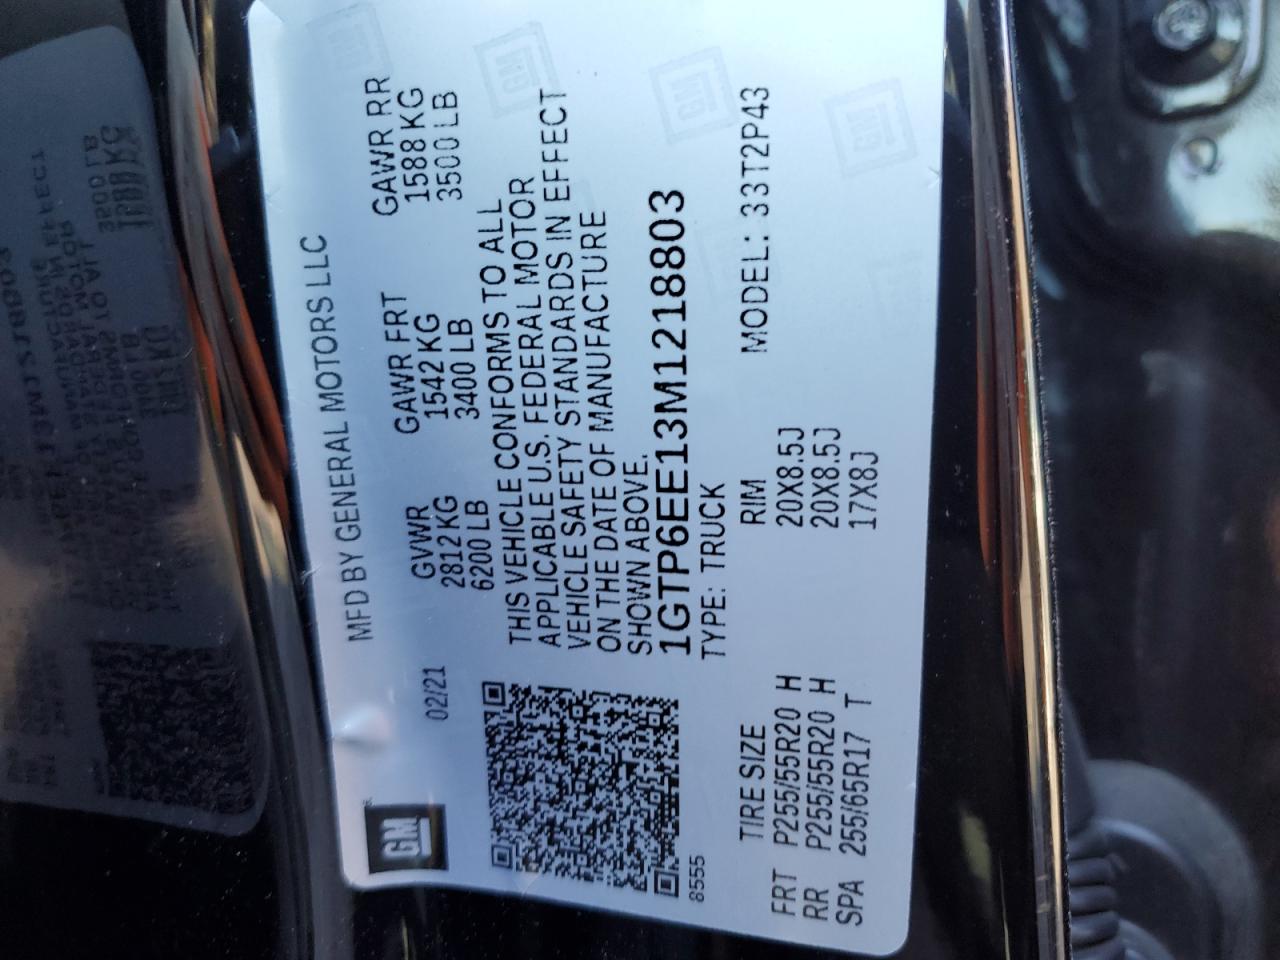 GM
MFD BY GENERAL MOTORS LLC
02/21
GVWR GAWR FRT GAWR RR
2812 KG 1542 KG 1588 KG
6200 LB 3400 LB 3500 LB
THIS VEHICLE CONFORMS TO ALL
APPLICABLE U.S. FEDERAL MOTOR
VEHICLE SAFETY STANDARDS IN EFFECT
ON THE DATE OF MANUFACTURE
SHOWN ABOVE.
1GTP6EE13M1218803
TYPE: TRUCK
8555
MODEL: 33T2P43
TIRE SIZE RIM
FRT P255/55R20 H 20X8.5J
RR P255/55R20 H 20X8.5J
SPA 255/65R17 T 17X8J
GM
GM
GM